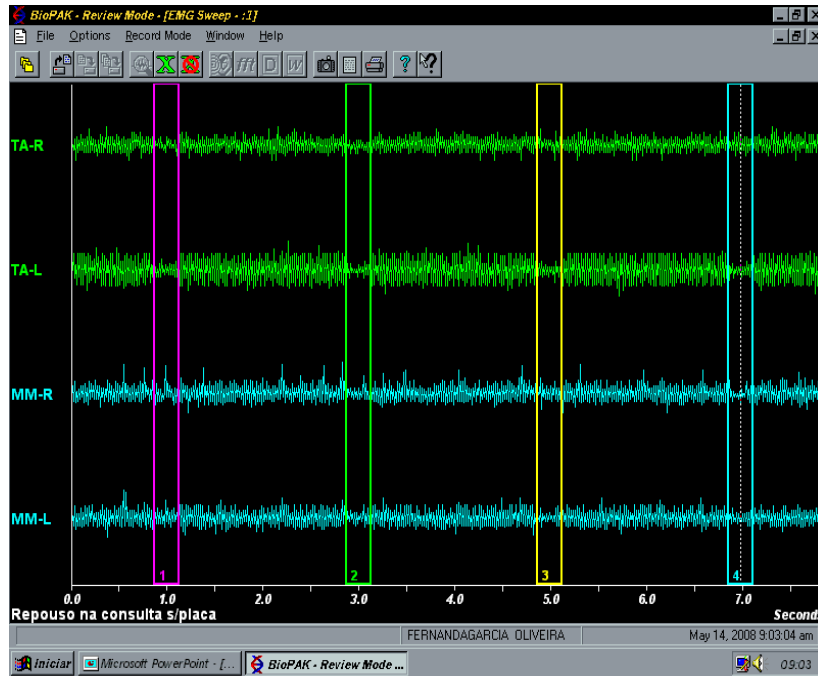 BioPAK - Review Mode - [EMG Sweep - :1]
File Options Record Mode Window Help
fft D W ? ?
TA-R
TA-L
MM-R
MM-L
1 2 3 4
0.0 1.0 2.0 3.0 4.0 5.0 6.0 7.0
Repouso na consulta s/placa Second
FERNANDAGARCIA OLIVEIRA May 14, 2008 9:03:04 am
Iniciar Microsoft PowerPoint - [... BioPAK - Review Mode ... 09:03